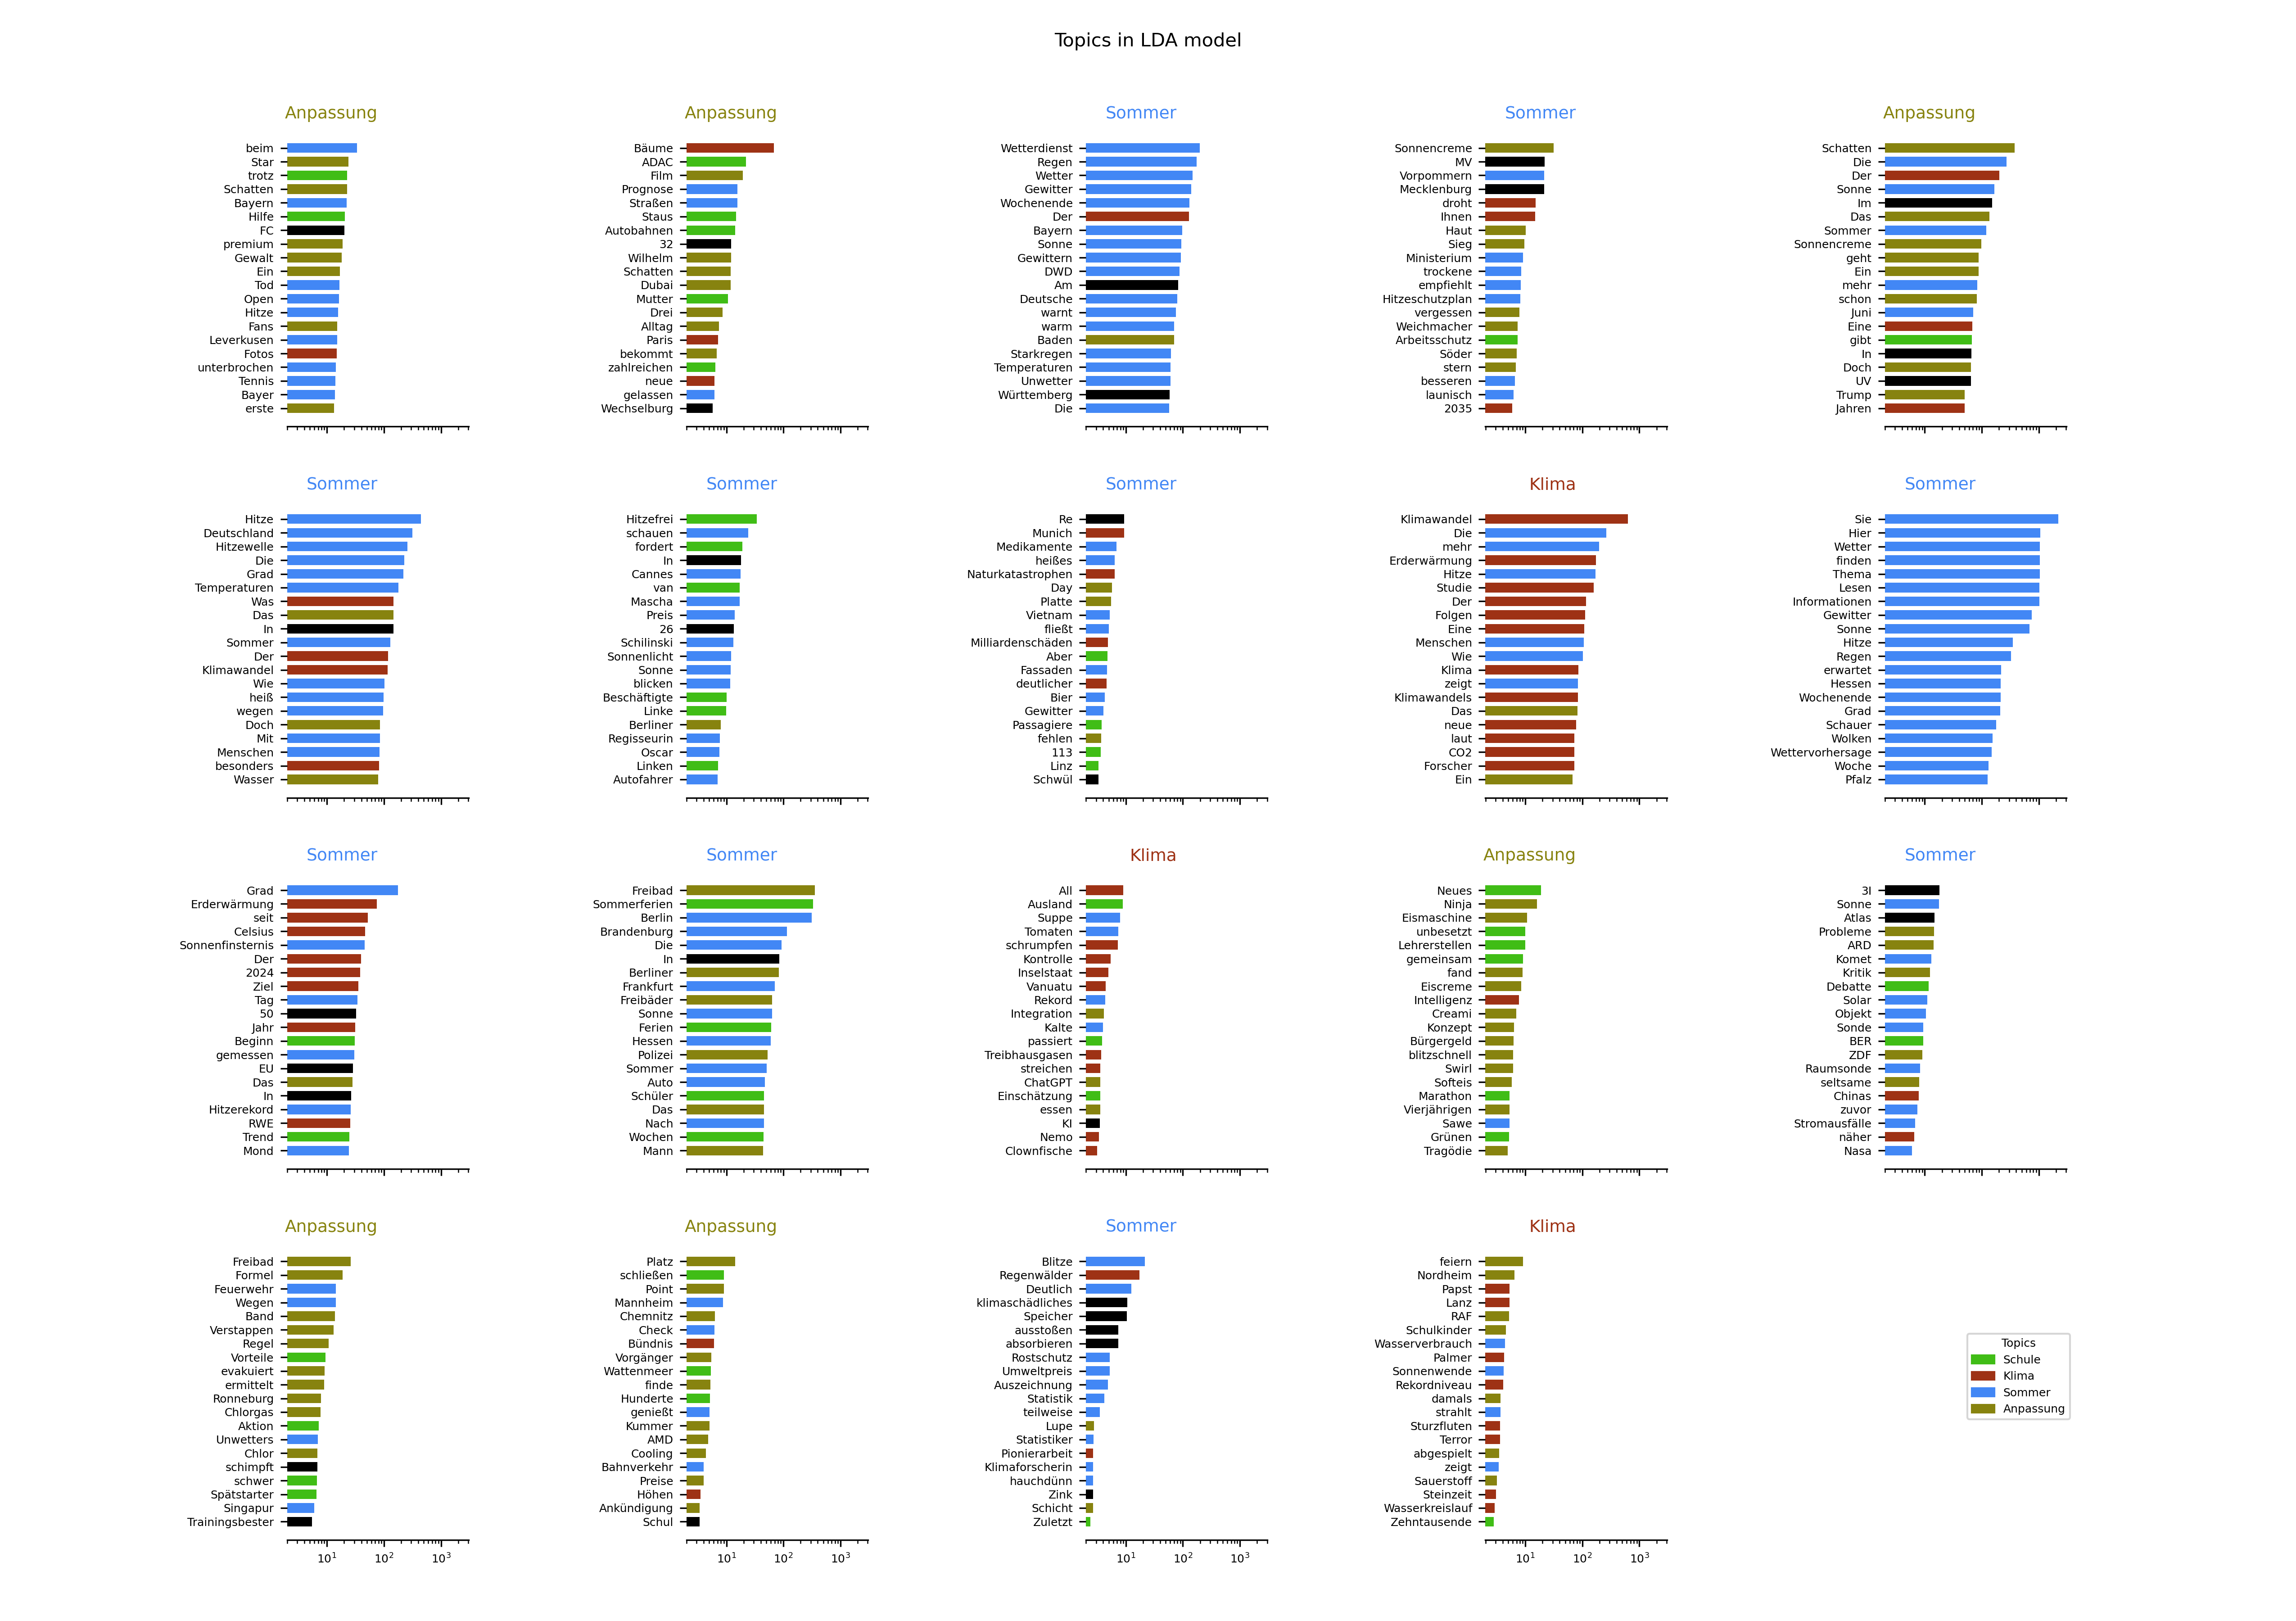 Topics in LDA model
Anpassung
beim
Star
trotz
Schatten
Bayern
Hilfe
FC
premium
Gewalt
Ein
Tod
Open
Hitze
Fans
Leverkusen
Fotos
unterbrochen
Tennis
Bayer
erste
Anpassung
Bäume
ADAC
Film
Prognose
Straßen
Staus
Autobahnen
32
Wilhelm
Schatten
Dubai
Mutter
Drei
Alltag
Paris
bekommt
zahlreichen
neue
gelassen
Wechselburg
Sommer
Wetterdienst
Regen
Wetter
Gewitter
Wochenende
Der
Bayern
Sonne
Gewittern
DWD
Am
Deutsche
warnt
warm
Baden
Starkregen
Temperaturen
Unwetter
Württemberg
Die
Sommer
Sonnencreme
MV
Vorpommern
Mecklenburg
droht
Ihnen
Haut
Sieg
Ministerium
trockene
empfiehlt
Hitzeschutzplan
vergessen
Weichmacher
Arbeitsschutz
Söder
stern
besseren
launisch
2035
Anpassung
Schatten
Die
Der
Sonne
Im
Das
Sommer
Sonnencreme
geht
Ein
mehr
schon
Juni
Eine
gibt
In
Doch
UV
Trump
Jahren
Sommer
Hitze
Deutschland
Hitzewelle
Die
Grad
Temperaturen
Was
Das
In
Sommer
Der
Klimawandel
Wie
heiß
wegen
Doch
Mit
Menschen
besonders
Wasser
Sommer
Hitzefrei
schauen
fordert
In
Cannes
van
Mascha
Preis
26
Schilinski
Sonnenlicht
Sonne
blicken
Beschäftigte
Linke
Berliner
Regisseurin
Oscar
Linken
Autofahrer
Sommer
Re
Munich
Medikamente
heißes
Naturkatastrophen
Day
Platte
Vietnam
fließt
Milliardenschäden
Aber
Fassaden
deutlicher
Bier
Gewitter
Passagiere
fehlen
113
Linz
Schwül
Klima
Klimawandel
Die
mehr
Erderwärmung
Hitze
Studie
Der
Folgen
Eine
Menschen
Wie
Klima
zeigt
Klimawandels
Das
neue
laut
CO2
Forscher
Ein
Sommer
Sie
Hier
Wetter
finden
Thema
Lesen
Informationen
Gewitter
Sonne
Hitze
Regen
erwartet
Hessen
Wochenende
Grad
Schauer
Wolken
Wettervorhersage
Woche
Pfalz
Sommer
Grad
Erderwärmung
seit
Celsius
Sonnenfinsternis
Der
2024
Ziel
Tag
50
Jahr
Beginn
gemessen
EU
Das
In
Hitzerekord
RWE
Trend
Mond
Sommer
Freibad
Sommerferien
Berlin
Brandenburg
Die
In
Berliner
Frankfurt
Freibäder
Sonne
Ferien
Hessen
Polizei
Sommer
Auto
Schüler
Das
Nach
Wochen
Mann
Klima
All
Ausland
Suppe
Tomaten
schrumpfen
Kontrolle
Inselstaat
Vanuatu
Rekord
Integration
Kalte
passiert
Treibhausgasen
streichen
ChatGPT
Einschätzung
essen
KI
Nemo
Clownfische
Anpassung
Neues
Ninja
Eismaschine
unbesetzt
Lehrerstellen
gemeinsam
fand
Eiscreme
Intelligenz
Creami
Konzept
Bürgergeld
blitzschnell
Swirl
Softeis
Marathon
Vierjährigen
Sawe
Grünen
Tragödie
Sommer
3I
Sonne
Atlas
Probleme
ARD
Komet
Kritik
Debatte
Solar
Objekt
Sonde
BER
ZDF
Raumsonde
seltsame
Chinas
zuvor
Stromausfälle
näher
Nasa
Anpassung
Freibad
Formel
Feuerwehr
Wegen
Band
Verstappen
Regel
Vorteile
evakuiert
ermittelt
Ronneburg
Chlorgas
Aktion
Unwetters
Chlor
schimpft
schwer
Spätstarter
Singapur
Trainingsbester
10¹ 10² 10³
Anpassung
Platz
schließen
Point
Mannheim
Chemnitz
Check
Bündnis
Vorgänger
Wattenmeer
finde
Hunderte
genießt
Kummer
AMD
Cooling
Bahnverkehr
Preise
Höhen
Ankündigung
Schul
10¹ 10² 10³
Sommer
Blitze
Regenwälder
Deutlich
klimaschädliches
Speicher
ausstoßen
absorbieren
Rostschutz
Umweltpreis
Auszeichnung
Statistik
teilweise
Lupe
Statistiker
Pionierarbeit
Klimaforscherin
hauchdünn
Zink
Schicht
Zuletzt
10¹ 10² 10³
Klima
feiern
Nordheim
Papst
Lanz
RAF
Schulkinder
Wasserverbrauch
Palmer
Sonnenwende
Rekordniveau
damals
strahlt
Sturzfluten
Terror
abgespielt
zeigt
Sauerstoff
Steinzeit
Wasserkreislauf
Zehntausende
10¹ 10² 10³
Topics
Schule
Klima
Sommer
Anpassung